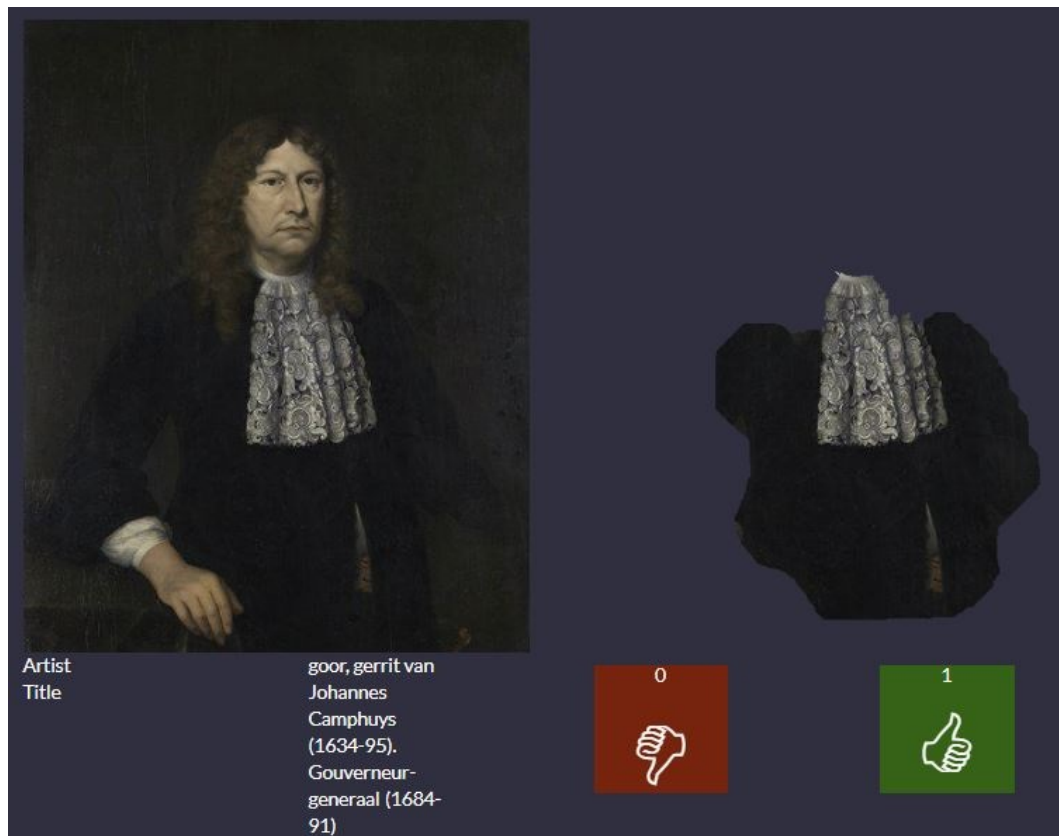 Artist
goor, gerrit van
Title
Johannes
Camphuys
(1634-95).
Gouverneur-
generaal (1684-
91)
0
1